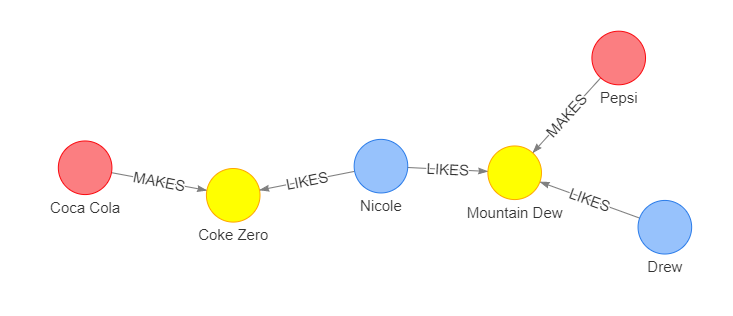 Pepsi
MAKES
Coca Cola
MAKES
Coke Zero
LIKES
Nicole
LIKES
Mountain Dew
LIKES
Drew